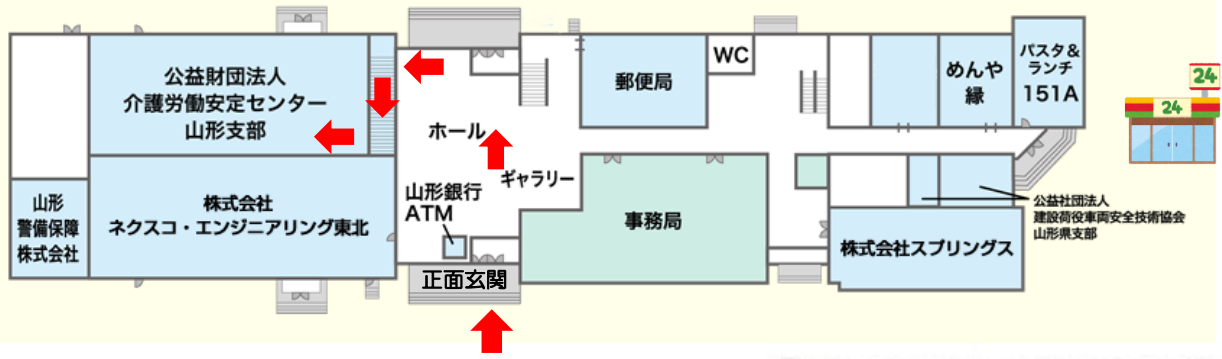 公益財団法人
介護労働安定センター
山形支部
郵便局
WC
めんや
縁
パスタ&
ランチ
151A
24
24
ホール
ギャラリー
山形
警備保障
株式会社
株式会社
ネクスコ・エンジニアリング東北
山形銀行
ATM
事務局
公益社団法人
建設荷役車両安全技術協会
山形県支部
株式会社スプリングス
正面玄関